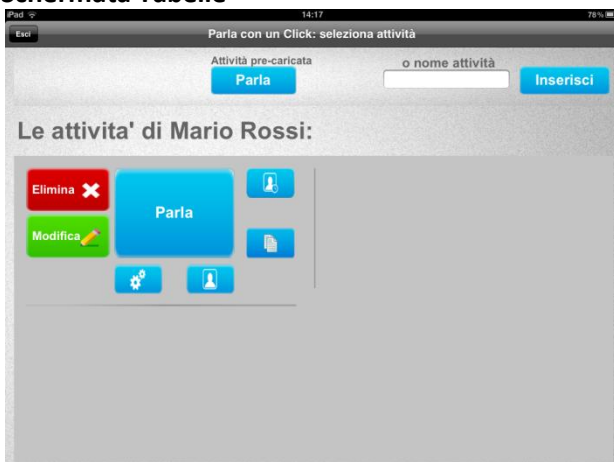 Schermata Tabelle
iPad 14:17 78%
Esci Parla con un Click: seleziona attività
Attività pre-caricata o nome attività
Parla Inserisci
Le attivita' di Mario Rossi:
Elimina
Parla
Modifica